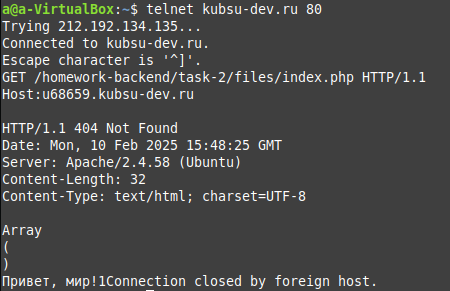 a@a-VirtualBox:~$ telnet kubsu-dev.ru 80
Trying 212.192.134.135...
Connected to kubsu-dev.ru.
Escape character is '^]'.
GET /homework-backend/task-2/files/index.php HTTP/1.1
Host:u68659.kubsu-dev.ru

HTTP/1.1 404 Not Found
Date: Mon, 10 Feb 2025 15:48:25 GMT
Server: Apache/2.4.58 (Ubuntu)
Content-Length: 32
Content-Type: text/html; charset=UTF-8

Array
(
)
Привет, мир!1Connection closed by foreign host.